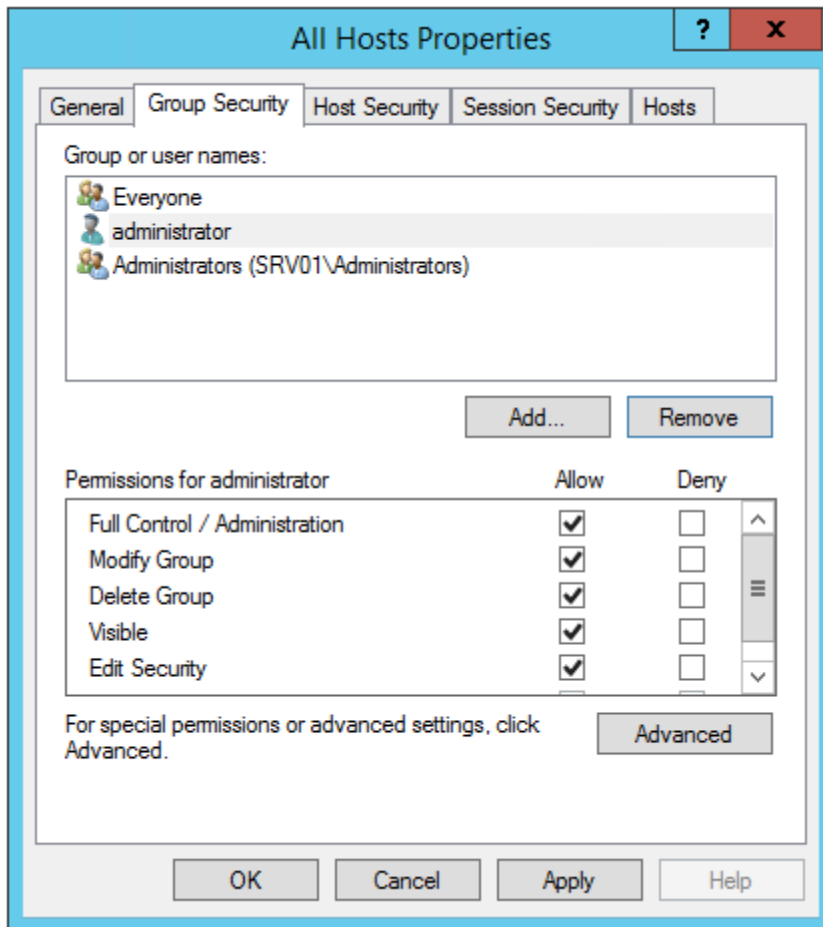 All Hosts Properties
?
x
General
Group Security
Host Security
Session Security
Hosts
Group or user names:
Everyone
administrator
Administrators (SRV01\Administrators)
Add...
Remove
Permissions for administrator
Allow
Deny
Full Control / Administration
Modify Group
Delete Group
Visible
Edit Security
For special permissions or advanced settings, click
Advanced.
Advanced
OK
Cancel
Apply
Help